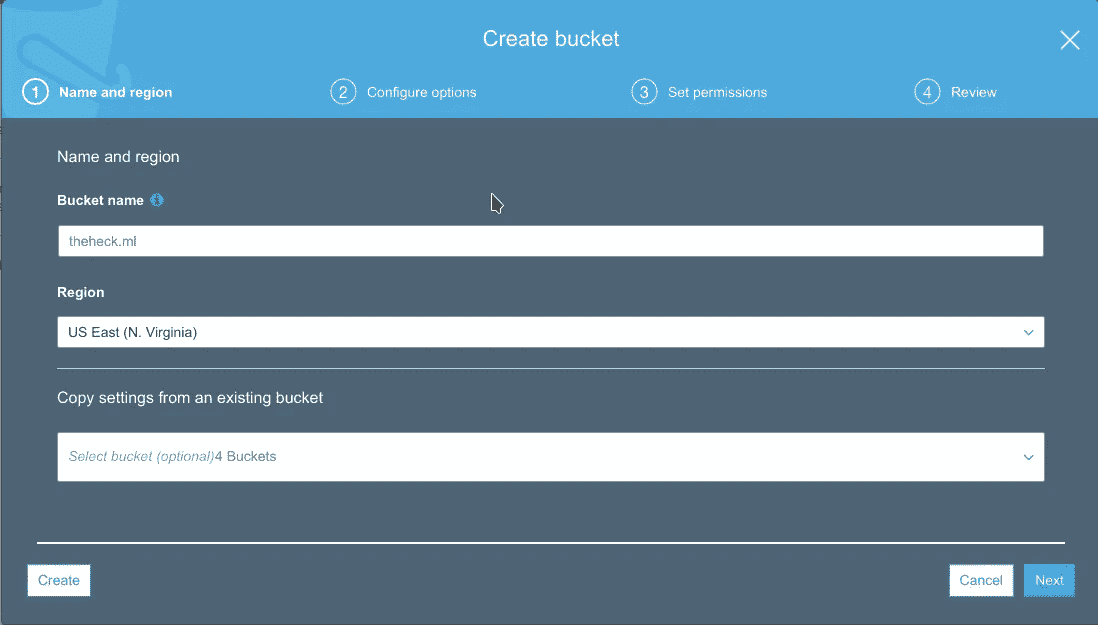 Create bucket
1 Name and region 2 Configure options 3 Set permissions 4 Review
Name and region
Bucket name
theheck.ml
Region
US East (N. Virginia)
Copy settings from an existing bucket
Select bucket (optional)4 Buckets
Create Cancel Next